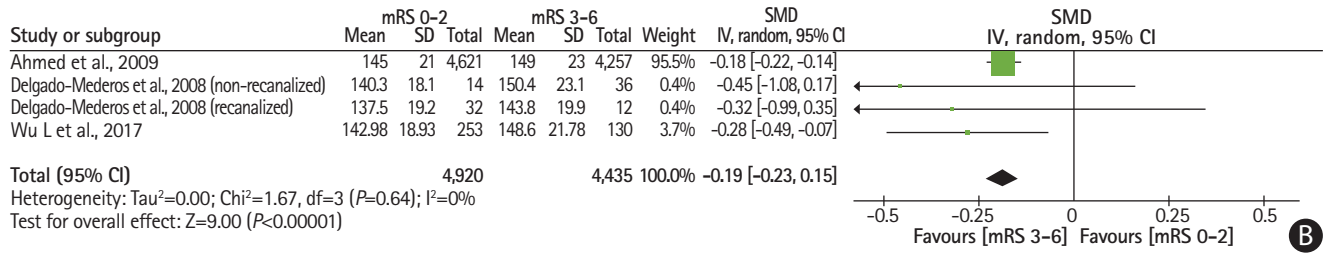 mRS 0-2 mRS 3-6 SMD SMD
Study or subgroup Mean SD Total Mean SD Total Weight IV, random, 95% CI IV, random, 95% CI
Ahmed et al., 2009 145 21 4,621 149 23 4,257 95.5% -0.18 [-0.22, -0.14]
Delgado-Mederos et al., 2008 (non-recanalized) 140.3 18.1 14 150.4 23.1 36 0.4% -0.45 [-1.08, 0.17]
Delgado-Mederos et al., 2008 (recanalized) 137.5 19.2 32 143.8 19.9 12 0.4% -0.32 [-0.99, 0.35]
Wu L et al., 2017 142.98 18.93 253 148.6 21.78 130 3.7% -0.28 [-0.49, -0.07]
Total (95% CI) 4,920 4,435 100.0% -0.19 [-0.23, 0.15]
Heterogeneity: Tau²=0.00; Chi²=1.67, df=3 (P=0.64); I²=0%
Test for overall effect: Z=9.00 (P<0.00001)
-0.5 -0.25 0 0.25 0.5
Favours [mRS 3-6] Favours [mRS 0-2]
B